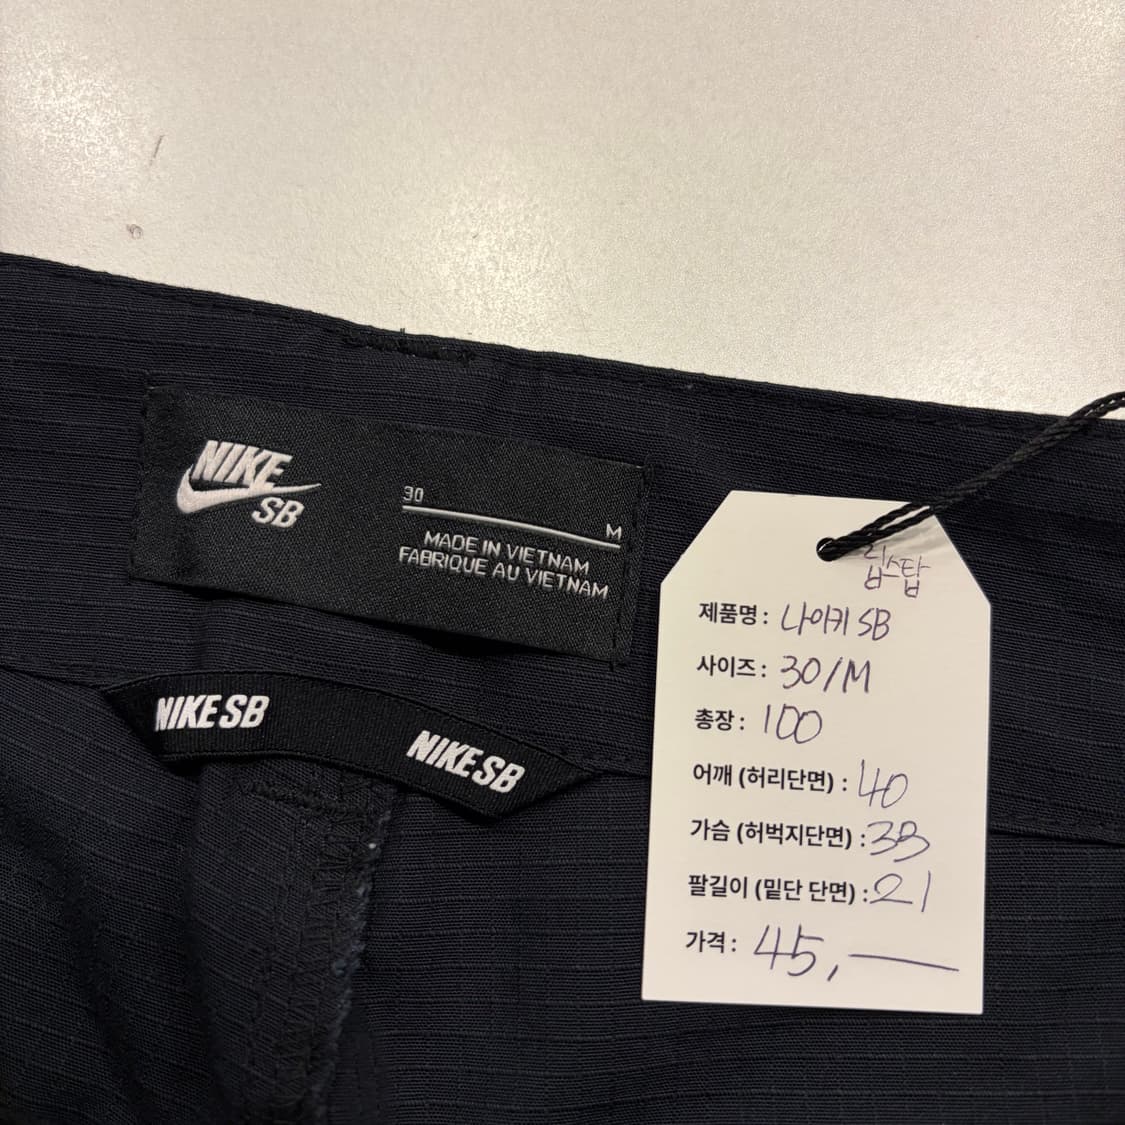 NIKE
SB
30
M
MADE IN VIETNAM
FABRIQUE AU VIETNAM
NIKE SB
NIKE SB
립스탑
제품명 : 나이키 SB
사이즈 : 30/M
총장 : 100
어깨 (허리단면) : 40
가슴 (허벅지단면) : 33
팔길이 (밑단 단면) : 21
가격 : 45,—